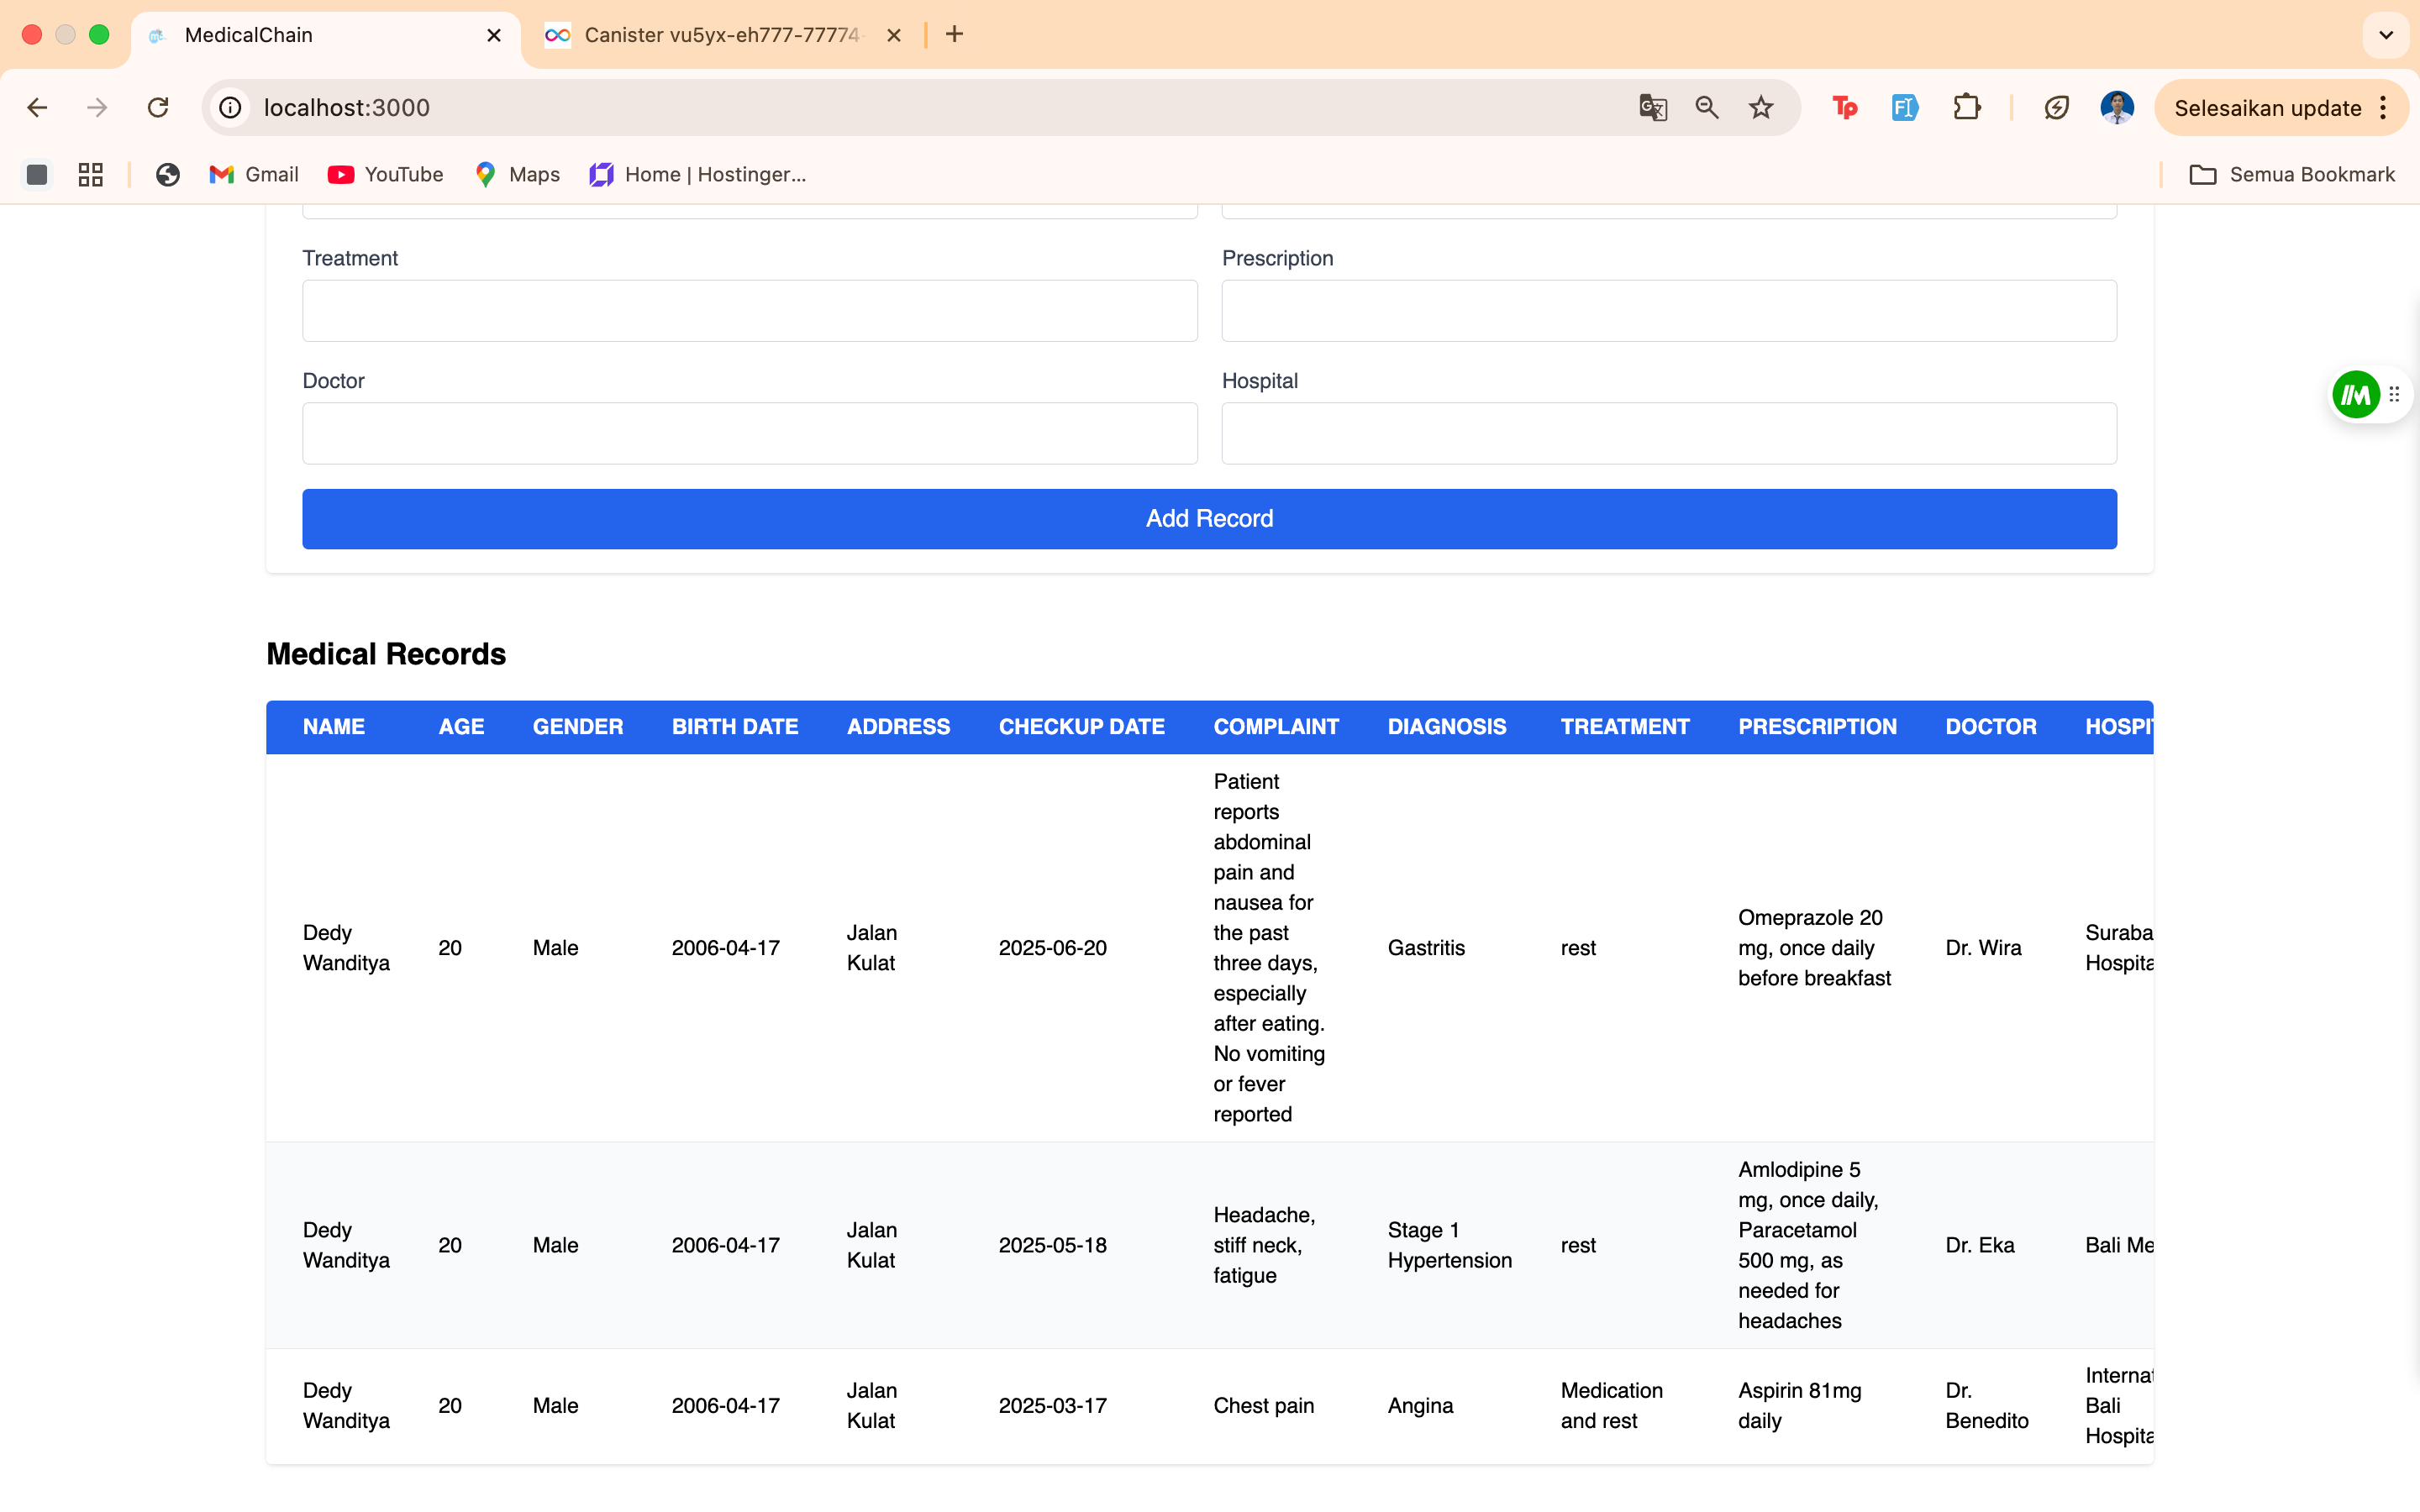 MedicalChain
Canister vu5yx-eh777-77774-
localhost:3000
Selesaikan update
Gmail
YouTube
Maps
Home | Hostinger...
Semua Bookmark
Treatment
Prescription
Doctor
Hospital
Add Record
Medical Records
NAME AGE GENDER BIRTH DATE ADDRESS CHECKUP DATE COMPLAINT DIAGNOSIS TREATMENT PRESCRIPTION DOCTOR HOSPI
Dedy
Wanditya
20
Male
2006-04-17
Jalan
Kulat
2025-06-20
Patient
reports
abdominal
pain and
nausea for
the past
three days,
especially
after eating.
No vomiting
or fever
reported
Gastritis
rest
Omeprazole 20
mg, once daily
before breakfast
Dr. Wira
Suraba
Hospita
Dedy
Wanditya
20
Male
2006-04-17
Jalan
Kulat
2025-05-18
Headache,
stiff neck,
fatigue
Stage 1
Hypertension
rest
Amlodipine 5
mg, once daily,
Paracetamol
500 mg, as
needed for
headaches
Dr. Eka
Bali Me
Dedy
Wanditya
20
Male
2006-04-17
Jalan
Kulat
2025-03-17
Chest pain
Angina
Medication
and rest
Aspirin 81mg
daily
Dr.
Benedito
Internat
Bali
Hospita